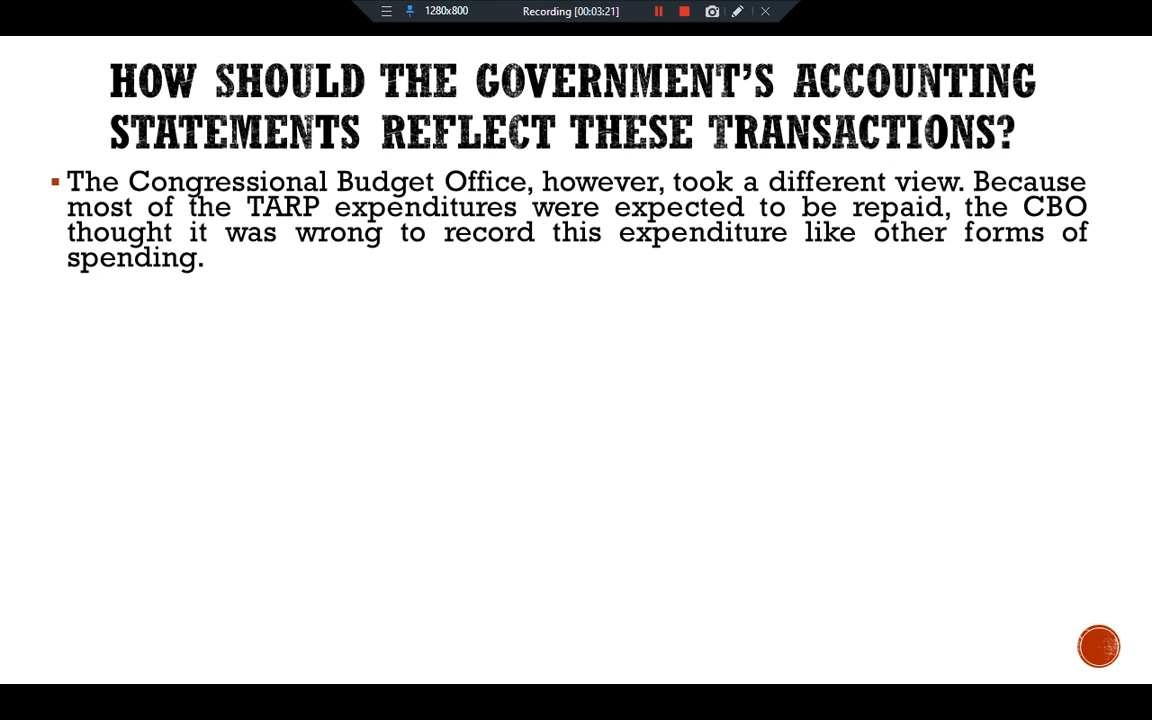 1280x800 Recording [00:03:21]
HOW SHOULD THE GOVERNMENT'S ACCOUNTING
STATEMENTS REFLECT THESE TRANSACTIONS?
The Congressional Budget Office, however, took a different view. Because
most of the TARP expenditures were expected to be repaid, the CBO
thought it was wrong to record this expenditure like other forms of
spending.